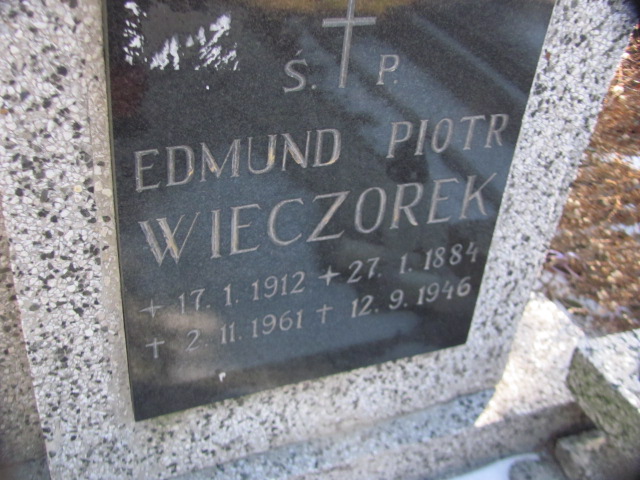 Ś. P.
EDMUND PIOTR
WIECZOREK
+ 17.1.1912 + 27.1.1884
+ 2.11.1961 + 12.9.1946